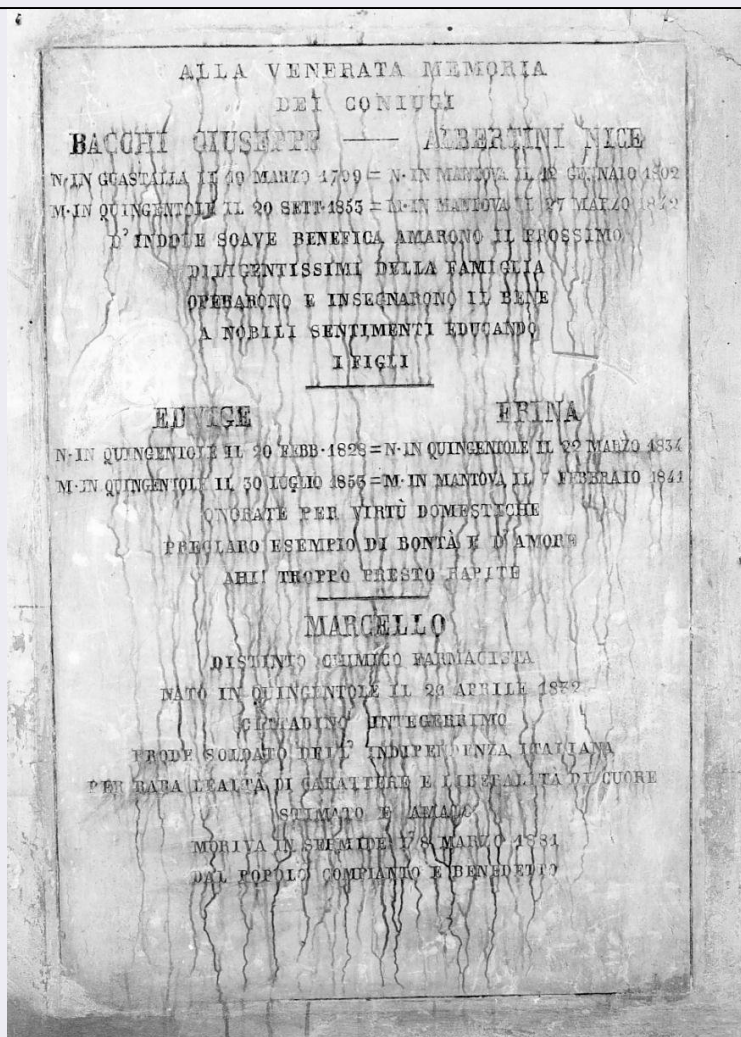 ALLA VENERATA MEMORIA
DEI CONIUGI
BACCHI GIUSEPPE — ALBERTINI NICE
N·IN GUASTALLA IL 30 MARZO 1799 = N·IN MANTOVA IL 12 GENNAIO 1802
M·IN QUINGENTOLE IL 20 SETT·1853 = M·IN MANTOVA IL 27 MARZO
D'INDOLE SOAVE BENEFICA AMARONO IL PROSSIMO
DILIGENTISSIMI DELLA FAMIGLIA
OPERARONO E INSEGNARONO IL BENE
A NOBILI SENTIMENTI EDUCANDO
I FIGLI
EDVIGE ERINA
N·IN QUINGENTOLE IL 20 FEBB·1828 = N·IN QUINGENTOLE IL 22 MARZO 1834
M·IN QUINGENTOLE IL 30 LUGLIO 1853 = M·IN MANTOVA IL 7 FEBBRAIO 1841
ONORATE PER VIRTÙ DOMESTICHE
PRECLARO ESEMPIO DI BONTÀ E D'AMORE
AHI! TROPPO PRESTO RAPITE
MARCELLO
DISTINTO CHIMICO FARMACISTA
NATO IN QUINGENTOLE IL APRILE
CITTADINO INTEGERRIMO
PRODE SOLDATO DELL' INDIPENDENZA ITALIANA
PER RARA LEALTÀ DI CARATTERE E LIBERALITÀ DI CUORE
STIMATO E AMATO
MORIVA IN SERMIDE L'8 MARZO 1881
DAL POPOLO COMPIANTO E BENEDETTO